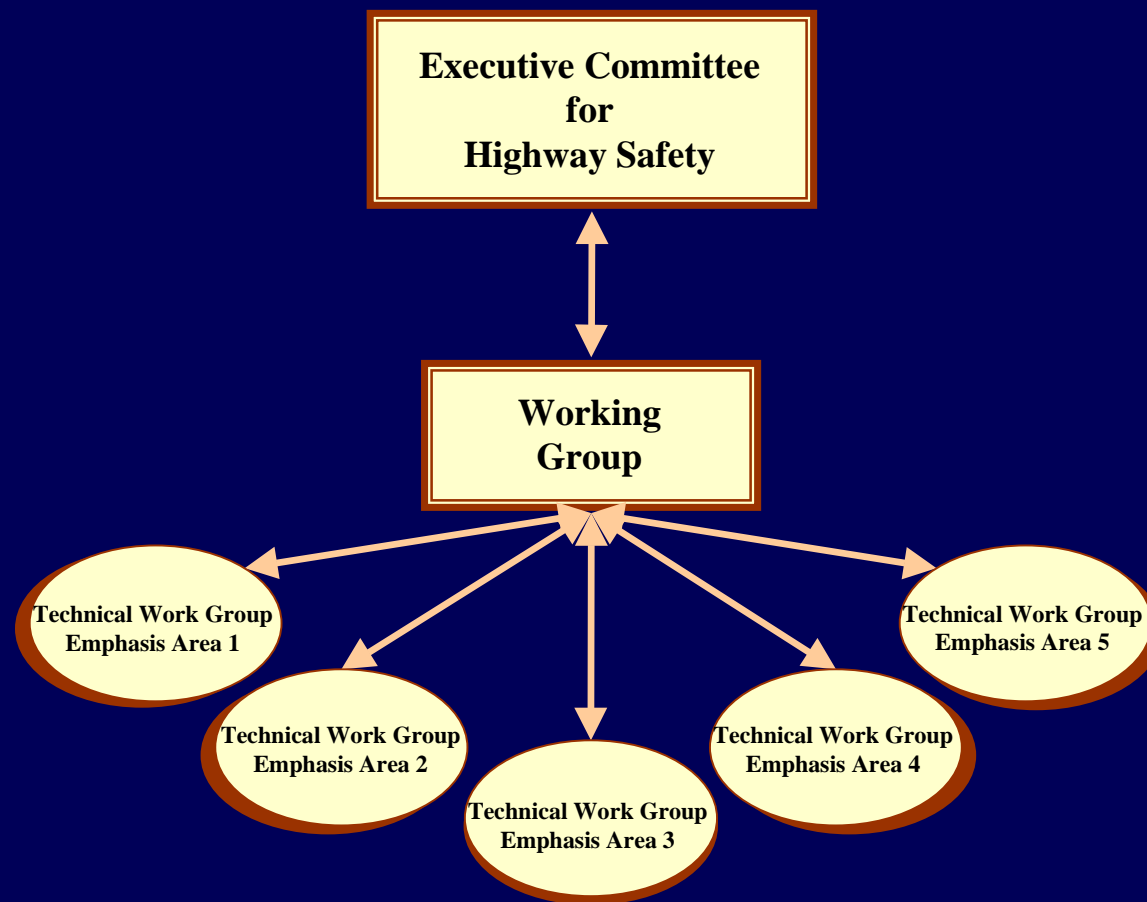 Executive Committee
for
Highway Safety
Working
Group
Technical Work Group
Emphasis Area 1
Technical Work Group
Emphasis Area 2
Technical Work Group
Emphasis Area 3
Technical Work Group
Emphasis Area 4
Technical Work Group
Emphasis Area 5